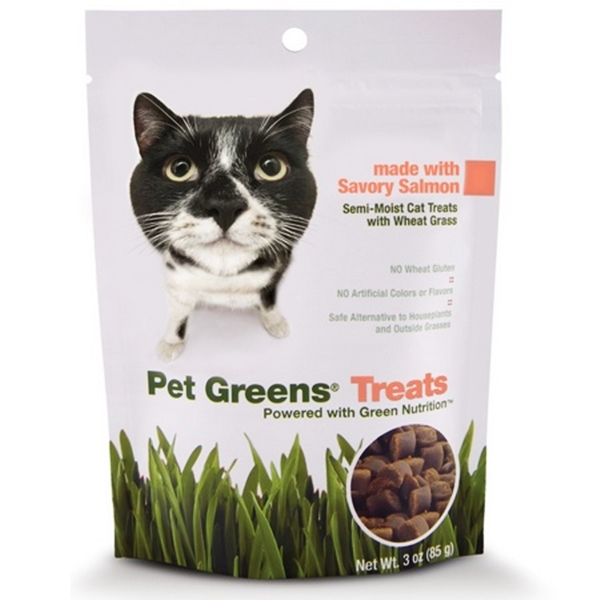 made with
Savory Salmon
Semi-Moist Cat Treats
with Wheat Grass
NO Wheat Gluten
NO Artificial Colors or Flavors
Safe Alternative to Houseplants
and Outside Grasses
Pet Greens® Treats
Powered with Green Nutrition™
Net Wt. 3 oz (85 g)